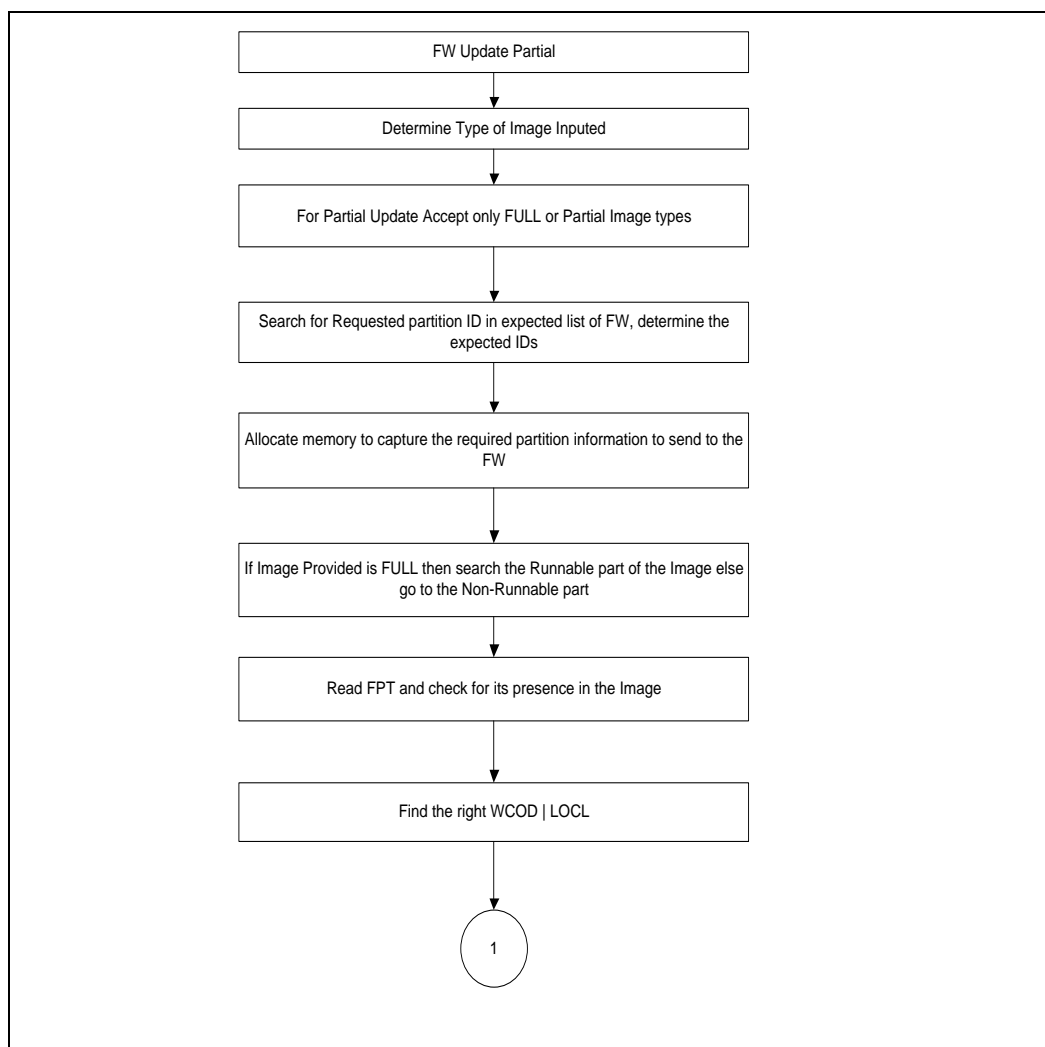 FW Update Partial
Determine Type of Image Inputed
For Partial Update Accept only FULL or Partial Image types
Search for Requested partition ID in expected list of FW, determine the
expected IDs
Allocate memory to capture the required partition information to send to the
FW
If Image Provided is FULL then search the Runnable part of the Image else
go to the Non-Runnable part
Read FPT and check for its presence in the Image
Find the right WCOD | LOCL
1